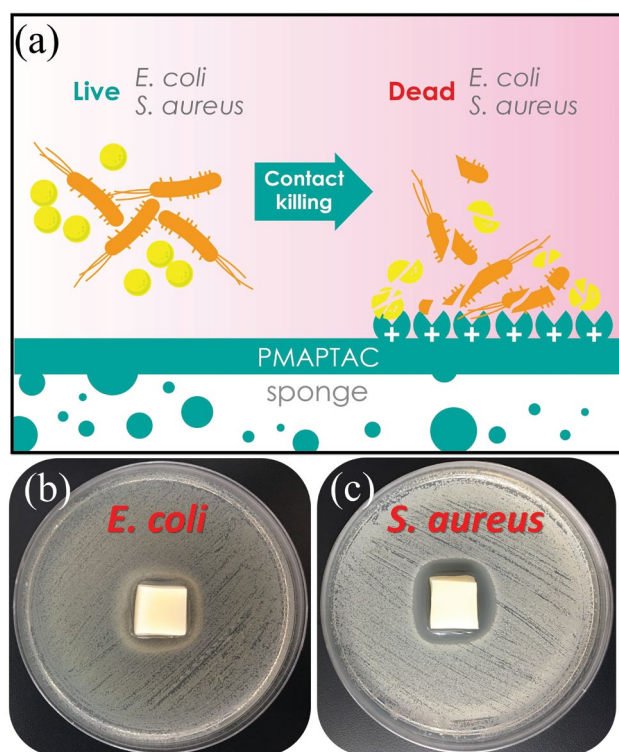 (a)
Live E. coli
S. aureus
Dead E. coli
S. aureus
Contact
killing
+ + + + + +
PMAPTAC
sponge
(b)
E. coli
(c)
S. aureus